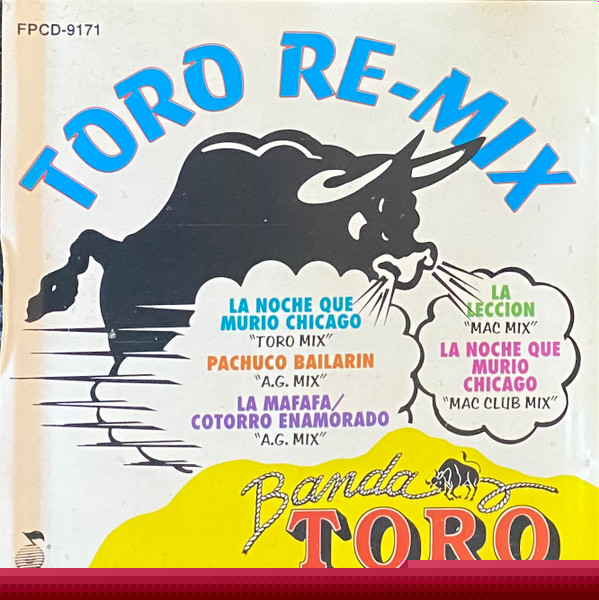 FPCD-9171
TORO RE-MIX
LA NOCHE QUE
MURIO CHICAGO
"TORO MIX"
PACHUCO BAILARIN
"A.G. MIX"
LA MAFAFA/
COTORRO ENAMORADO
"A.G. MIX"
LA
LECCION
"MAC MIX"
LA NOCHE QUE
MURIO
CHICAGO
"MAC CLUB MIX"
Banda
TORO